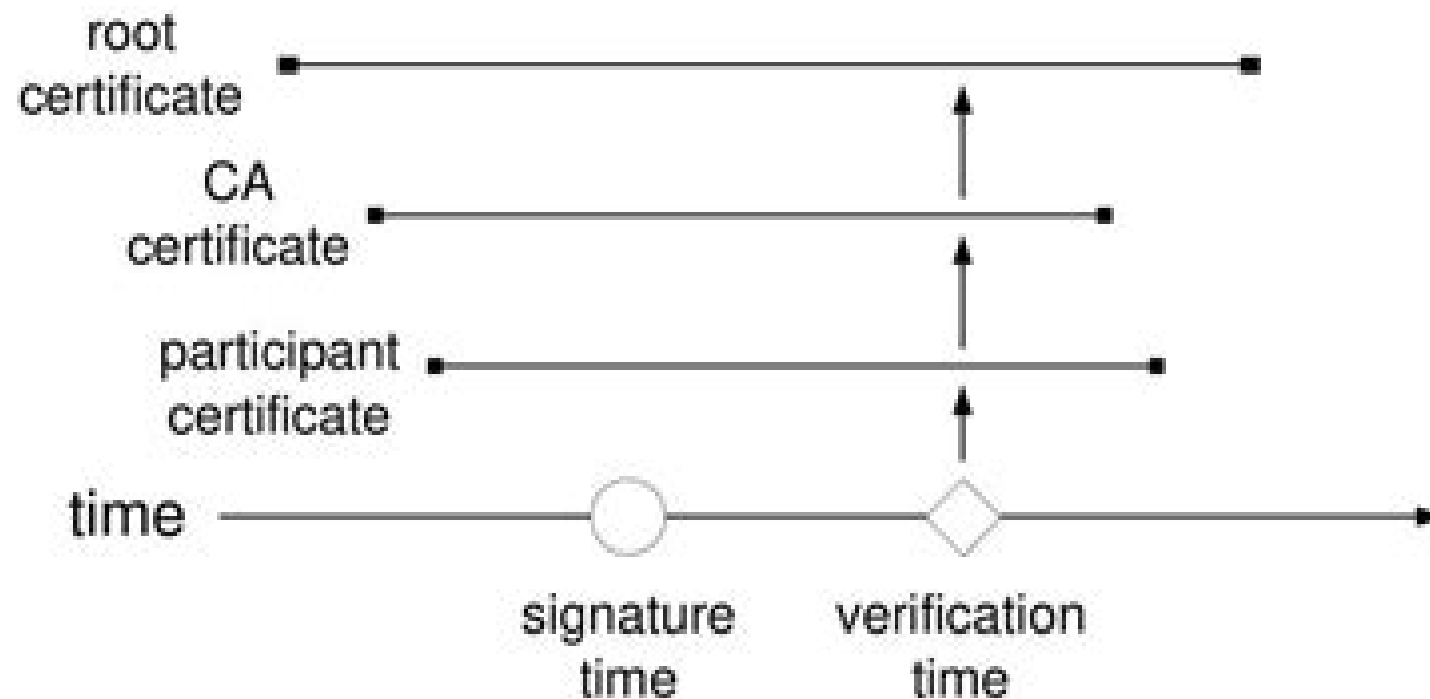 root
certificate
CA
certificate
participant
certificate
time
signature
time
verification
time